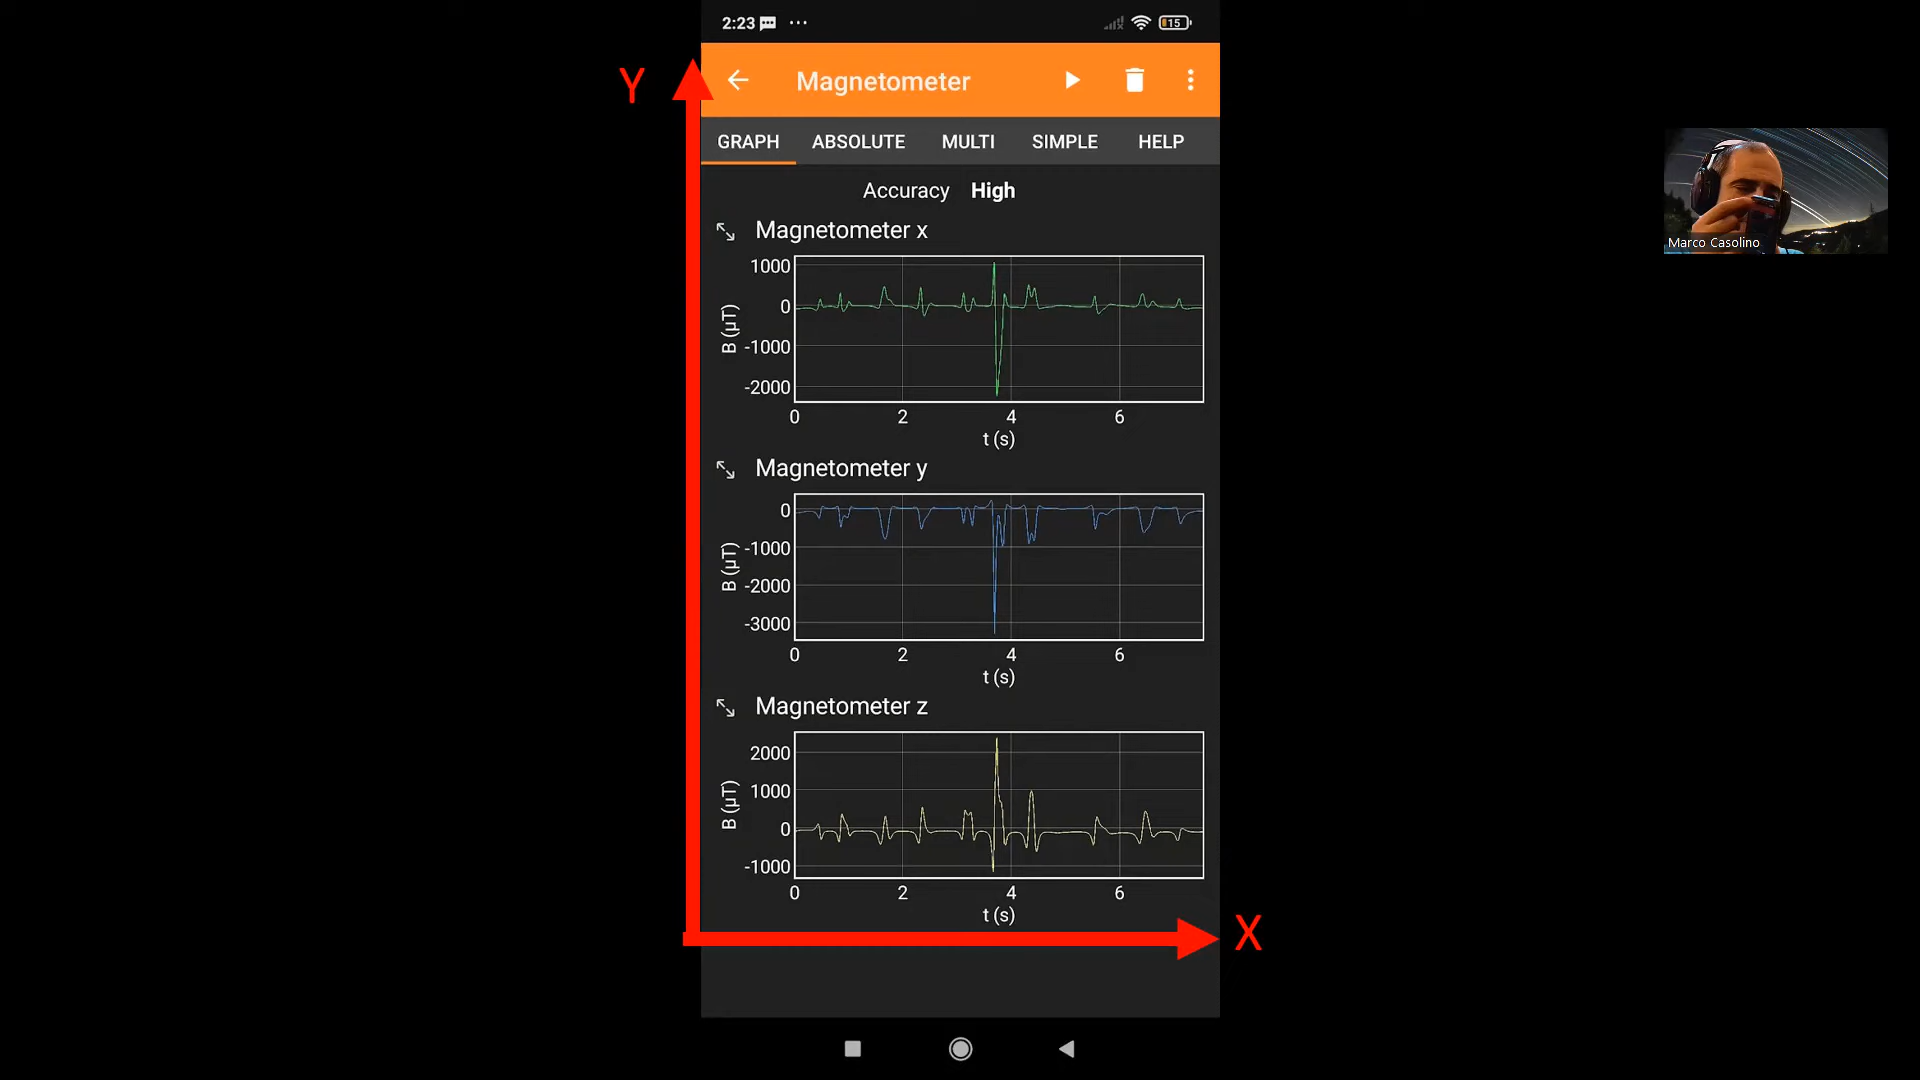 2:23 ... 15
Y
Magnetometer
GRAPH ABSOLUTE MULTI SIMPLE HELP
Accuracy High
Magnetometer x
1000
0
-1000
-2000
B (µT)
0 2 4 6
t (s)
Magnetometer y
0
-1000
-2000
-3000
B (µT)
0 2 4 6
t (s)
Magnetometer z
2000
1000
0
-1000
B (µT)
0 2 4 6
t (s)
X
Marco Casolino